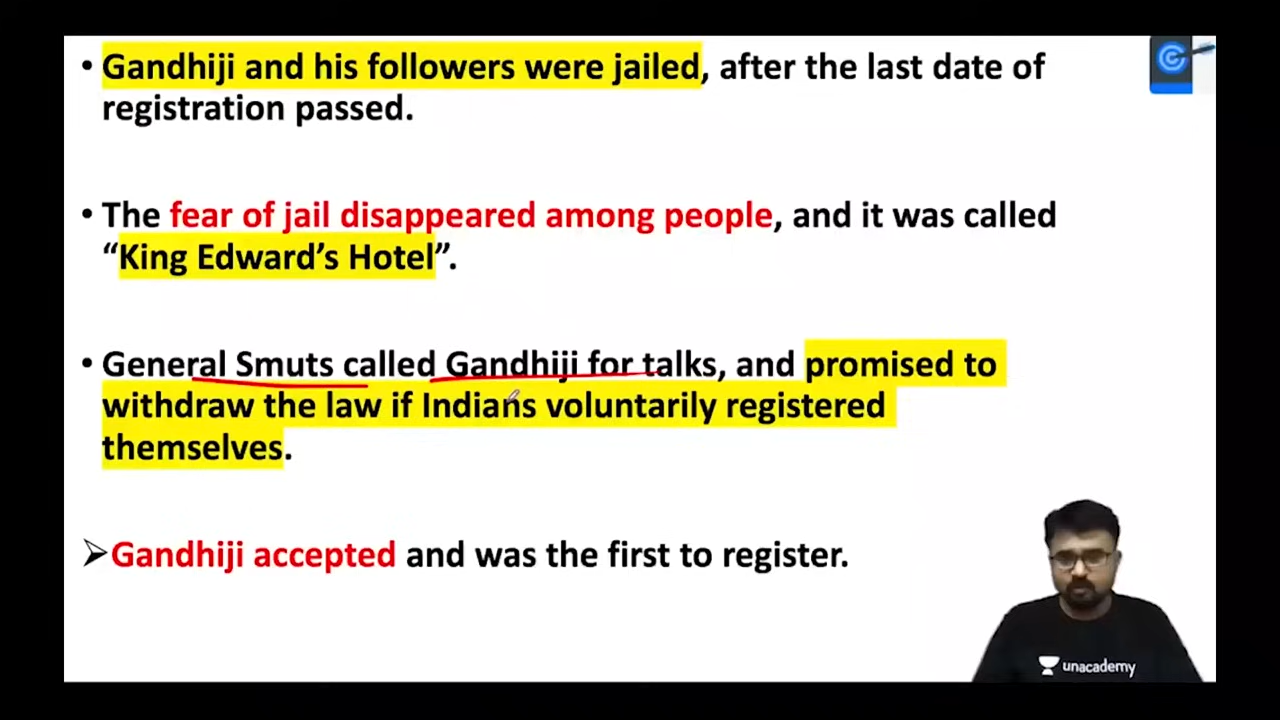 • Gandhiji and his followers were jailed, after the last date of
registration passed.
• The fear of jail disappeared among people, and it was called
“King Edward’s Hotel”.
• General Smuts called Gandhiji for talks, and promised to
withdraw the law if Indians voluntarily registered
themselves.
➢Gandhiji accepted and was the first to register.
unacademy